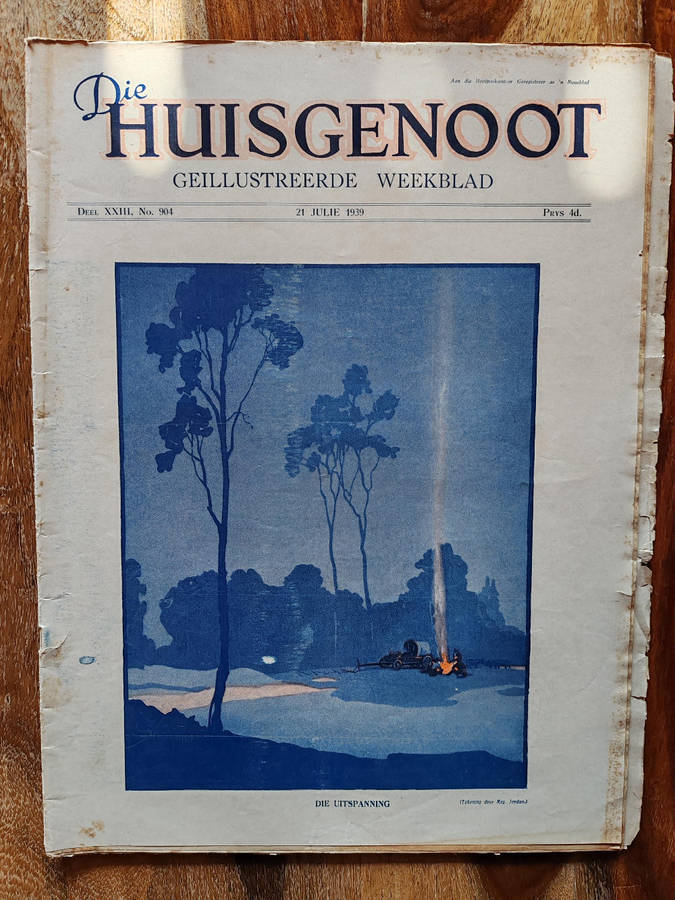 Aan die Hoofposkantoor Geregistreer as 'n Nuusblad
Die
HUISGENOOT
GEILLUSTREERDE WEEKBLAD
DEEL XXIII, No. 904 21 JULIE 1939 PRYS 4d.
DIE UITSPANNING (Tekening deur Reg. Jordan.)